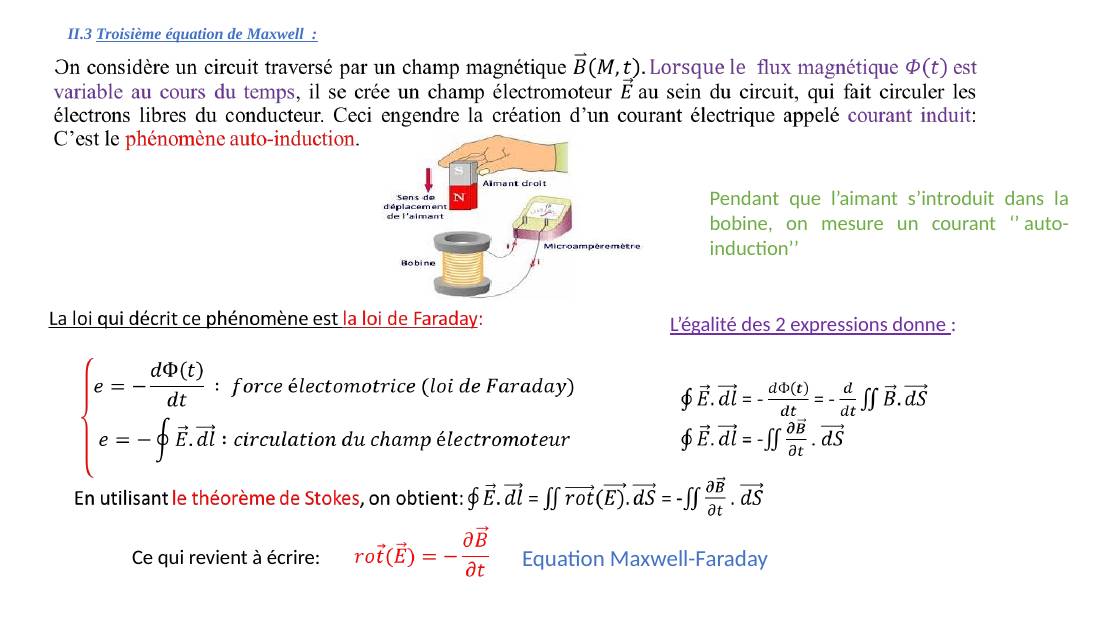 II.3 Troisième équation de Maxwell :
On considère un circuit traversé par un champ magnétique B⃗(M,t). Lorsque le flux magnétique Φ(t) est
variable au cours du temps, il se crée un champ électromoteur E⃗ au sein du circuit, qui fait circuler les
électrons libres du conducteur. Ceci engendre la création d’un courant électrique appelé courant induit:
C’est le phénomène auto-induction.
S
N
Aimant droit
Sens de
déplacement
de l'aimant
Microampèremètre
Bobine
I
i
Pendant que l’aimant s’introduit dans la
bobine, on mesure un courant ‘’ auto-
induction’’
La loi qui décrit ce phénomène est la loi de Faraday:
e = − dΦ(t)/dt : force électomotrice (loi de Faraday)
e = − ∮ E⃗. dl⃗ : circulation du champ électromoteur
L’égalité des 2 expressions donne :
∮ E⃗. dl⃗ = - dΦ(t)/dt = - d/dt ∬ B⃗. dS⃗
∮ E⃗. dl⃗ = -∬ ∂B⃗/∂t . dS⃗
En utilisant le théorème de Stokes, on obtient: ∮ E⃗. dl⃗ = ∬ rot⃗(E⃗). dS⃗ = -∬ ∂B⃗/∂t . dS⃗
Ce qui revient à écrire: rot⃗(E⃗) = − ∂B⃗/∂t Equation Maxwell-Faraday